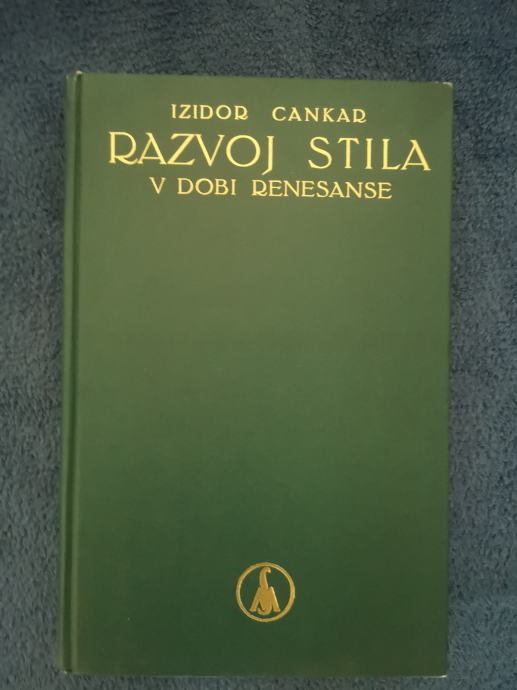 IZIDOR CANKAR
RAZVOJ STILA
V DOBI RENESANSE